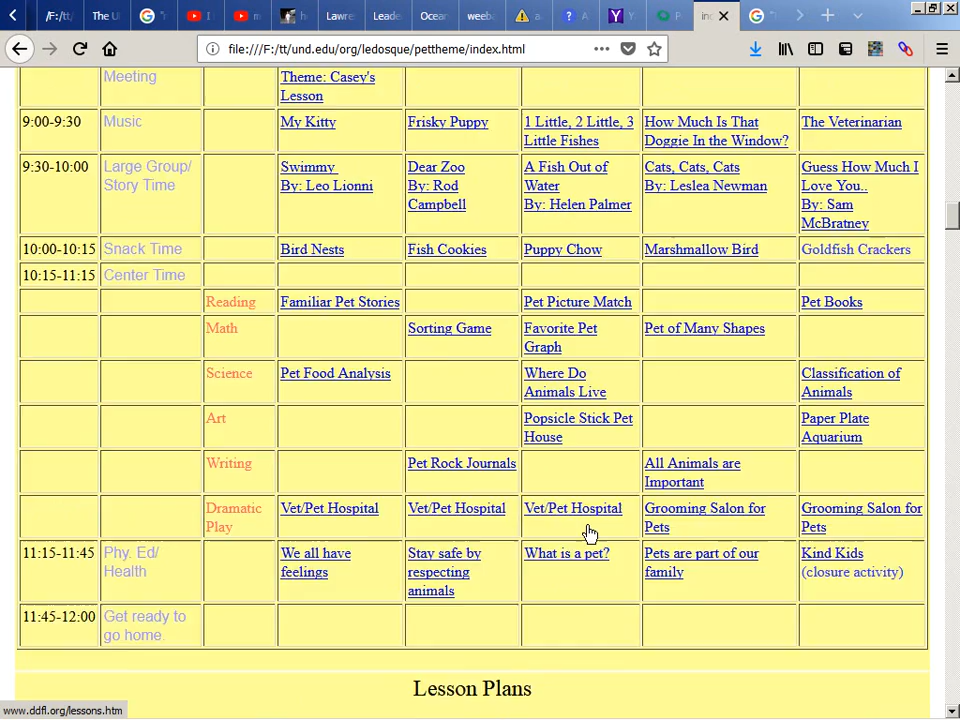 /F:/tt/
The U
Lawre
Leade
Ocear
weeb
file:///F:/tt/und.edu/org/ledosque/pettheme/index.html
Meeting Theme: Casey's
Lesson
9:00-9:30 Music My Kitty Frisky Puppy 1 Little, 2 Little, 3 How Much Is That The Veterinarian
Little Fishes Doggie In the Window?
9:30-10:00 Large Group/ Swimmy Dear Zoo A Fish Out of Cats, Cats, Cats Guess How Much I
Story Time By: Leo Lionni By: Rod Water By: Leslea Newman Love You..
Campbell By: Helen Palmer By: Sam
McBratney
10:00-10:15 Snack Time Bird Nests Fish Cookies Puppy Chow Marshmallow Bird Goldfish Crackers
10:15-11:15 Center Time
Reading Familiar Pet Stories Pet Picture Match Pet Books
Math Sorting Game Favorite Pet Pet of Many Shapes
Graph
Science Pet Food Analysis Where Do Classification of
Animals Live Animals
Art Popsicle Stick Pet Paper Plate
House Aquarium
Writing Pet Rock Journals All Animals are
Important
Dramatic Vet/Pet Hospital Vet/Pet Hospital Vet/Pet Hospital Grooming Salon for Grooming Salon for
Play Pets Pets
11:15-11:45 Phy. Ed/ We all have Stay safe by What is a pet? Pets are part of our Kind Kids
Health feelings respecting family (closure activity)
animals
11:45-12:00 Get ready to
go home.
Lesson Plans
www.ddfl.org/lessons.htm